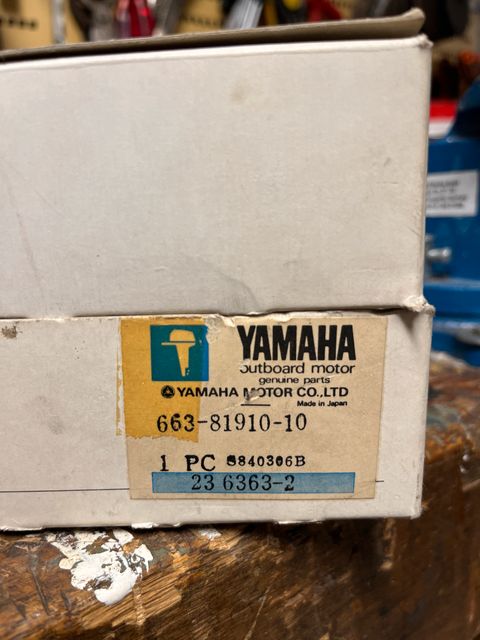 YAMAHA
outboard motor
genuine parts
YAMAHA MOTOR CO.,LTD
Made in Japan
663-81910-10
1 PC S840306B
23 6363-2